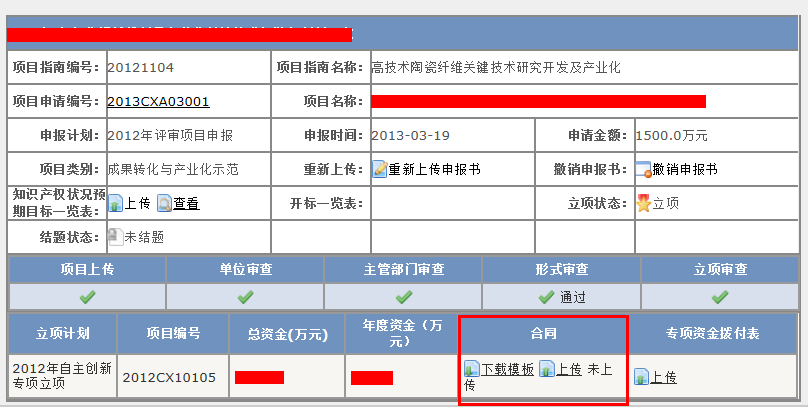 项目指南编号： 20121104 项目指南名称： 高技术陶瓷纤维关键技术研究开发及产业化
项目申请编号： 2013CXA03001 项目名称：
申报计划： 2012年评审项目申报 申报时间： 2013-03-19 申请金额： 1500.0万元
项目类别： 成果转化与产业化示范 重新上传： 重新上传申报书 撤销申报书： 撤销申报书
知识产权状况预
期目标一览表： 上传 查看 开标一览表： 立项状态： 立项
结题状态： 未结题
项目上传 单位审查 主管部门审查 形式审查 立项审查
通过
立项计划 项目编号 总资金(万元) 年度资金（万
元） 合同 专项资金拨付表
2012年自主创新
专项立项 2012CX10105 下载模板 上传 未上
传 上传